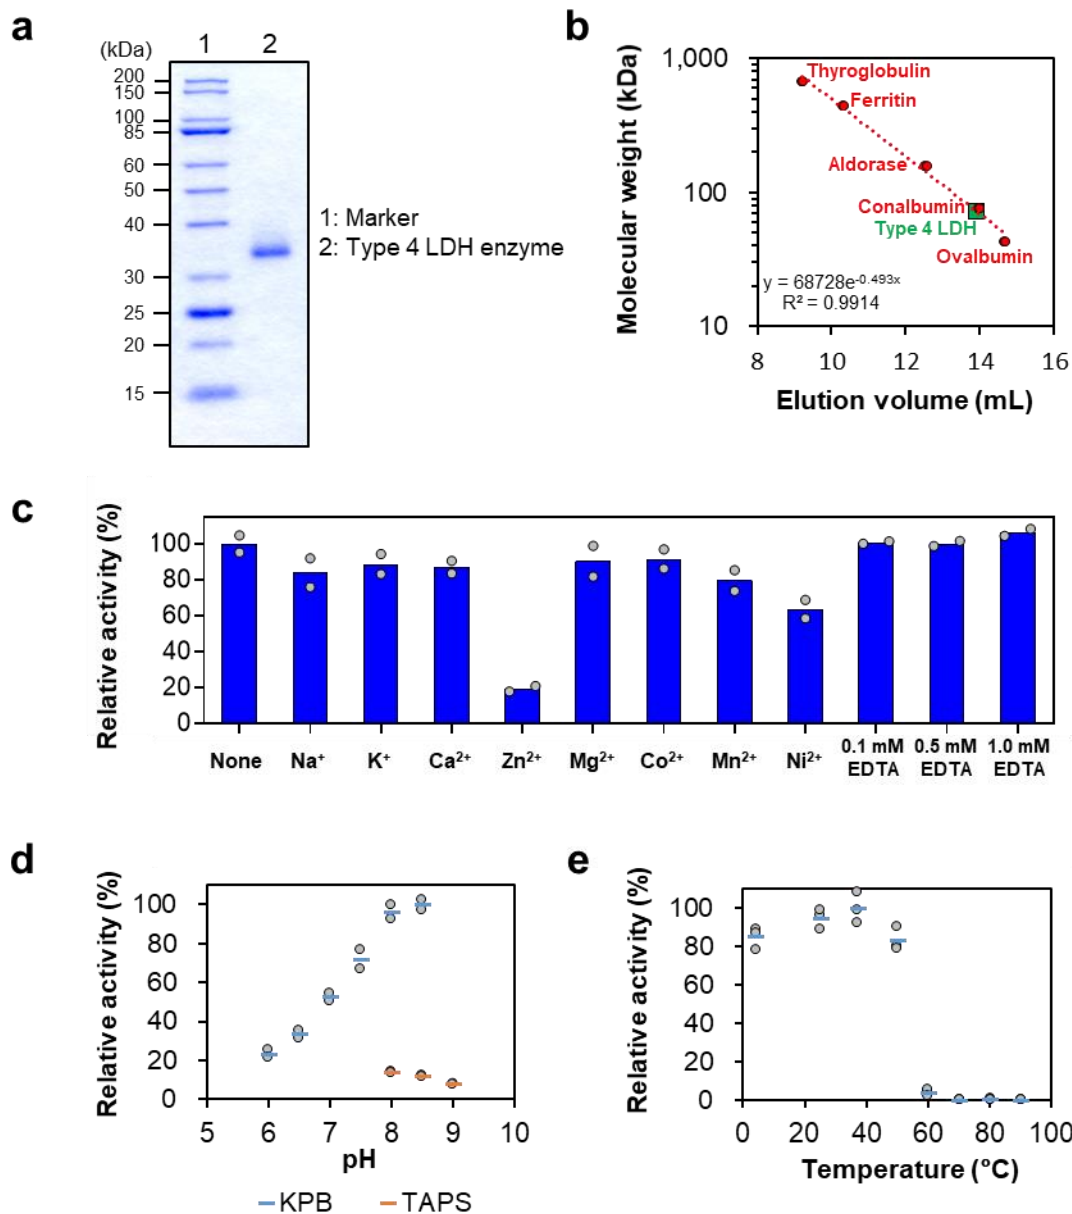 a
(kDa) 1 2
200
150
100
85
60
50
40
30
25
20
15
1: Marker
2: Type 4 LDH enzyme
b
Molecular weight (kDa)
1,000
100
10
Thyroglobulin
Ferritin
Aldorase
Conalbumin
Type 4 LDH
Ovalbumin
y = 68728e^-0.493x
R² = 0.9914
8 10 12 14 16
Elution volume (mL)
c
Relative activity (%)
100
80
60
40
20
0
None Na⁺ K⁺ Ca²⁺ Zn²⁺ Mg²⁺ Co²⁺ Mn²⁺ Ni²⁺ 0.1 mM 0.5 mM 1.0 mM
EDTA EDTA EDTA
d
Relative activity (%)
100
80
60
40
20
0
5 6 7 8 9 10
pH
KPB TAPS
e
Relative activity (%)
100
80
60
40
20
0
0 20 40 60 80 100
Temperature (°C)